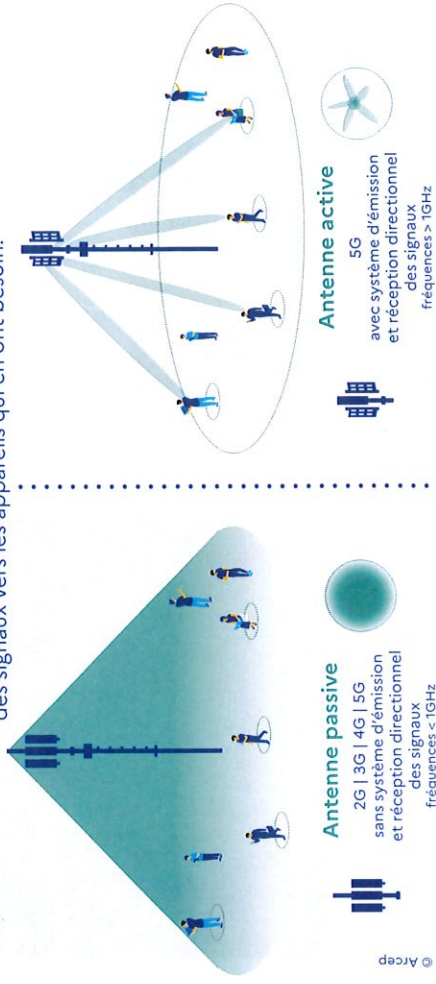 des signaux vers les appareils qui en ont besoin.
Antenne passive
2G | 3G | 4G | 5G
sans système d'émission
et réception directionnel
des signaux
fréquences < 1GHz
Antenne active
5G
avec système d'émission
et réception directionnel
des signaux
fréquences > 1GHz
© Arcep